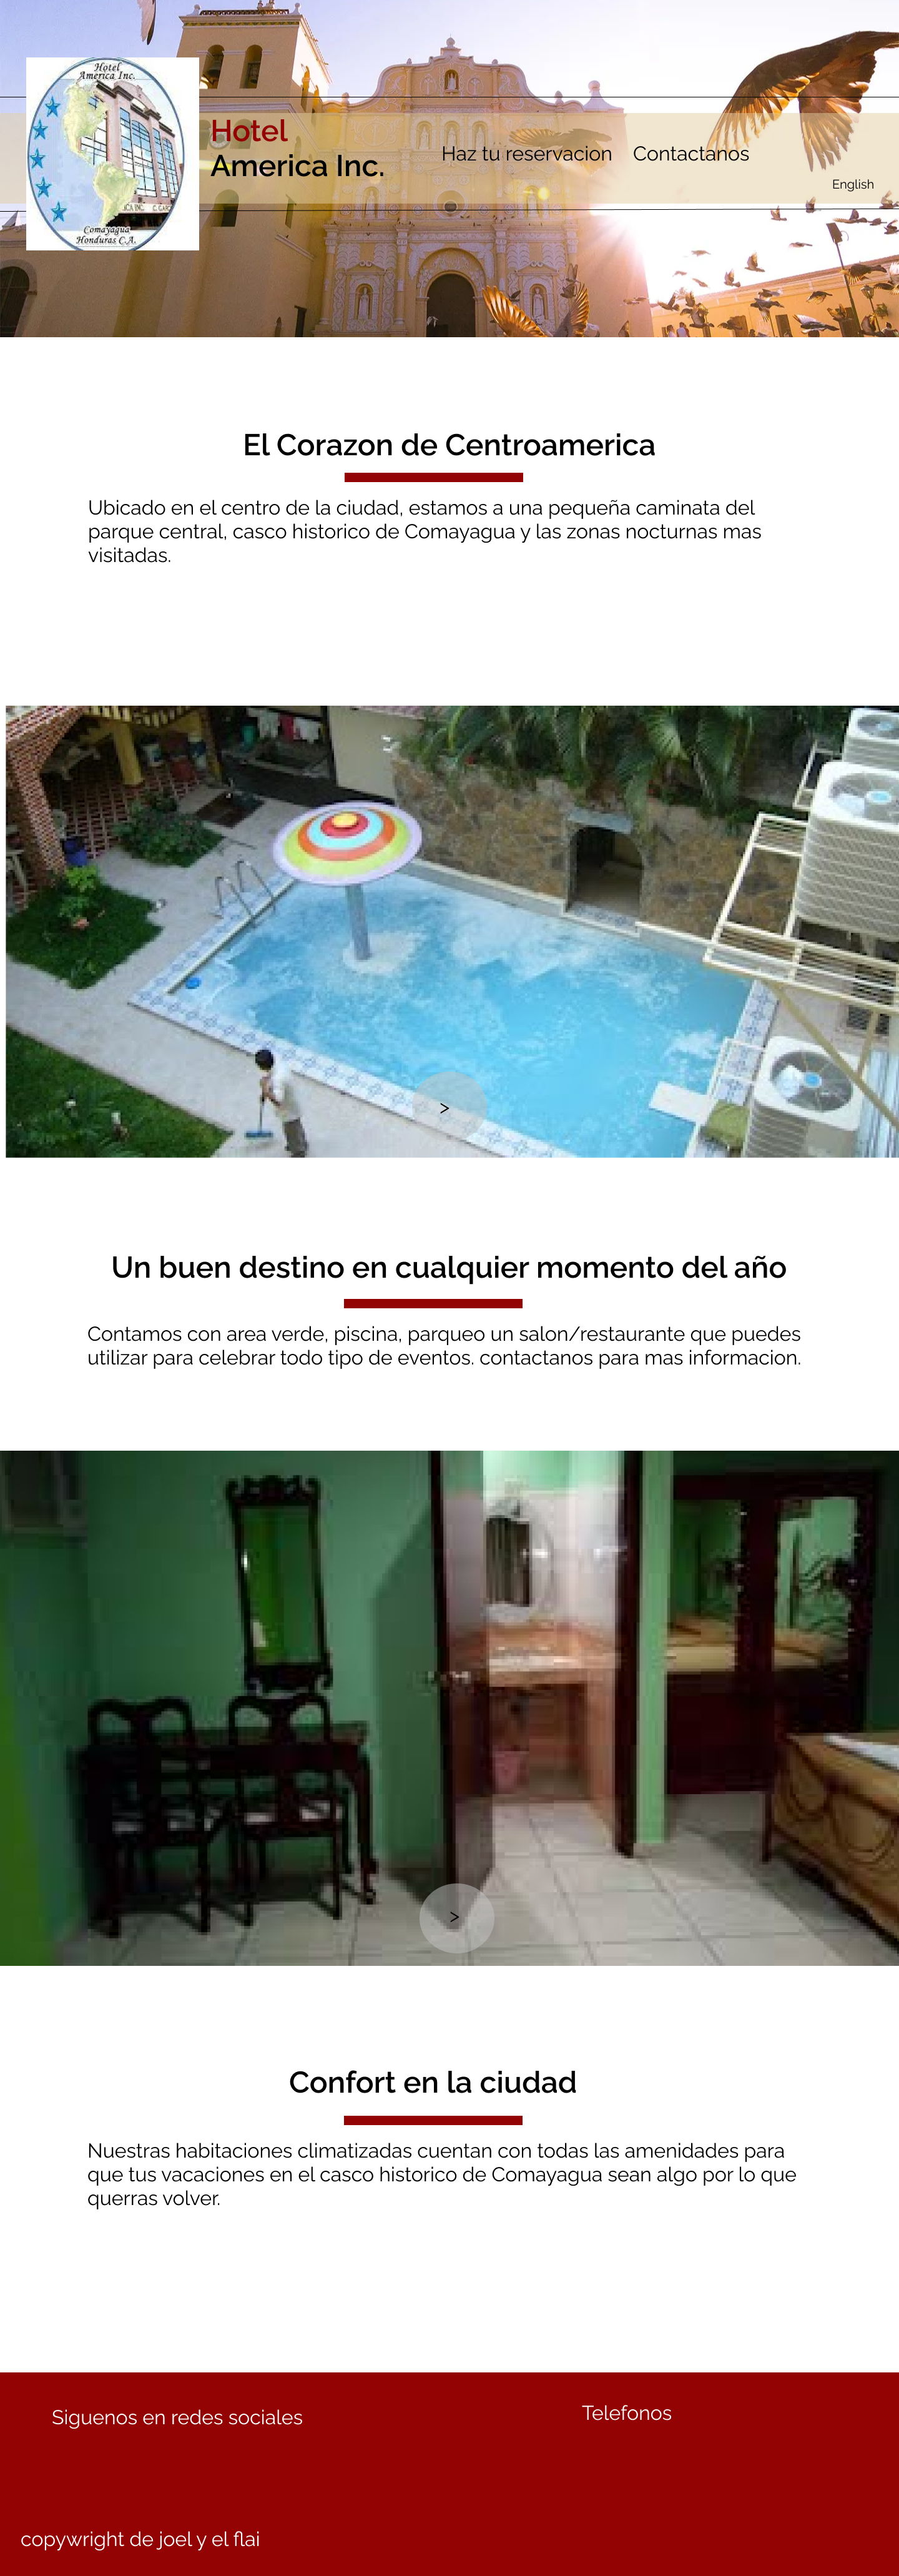 Hotel
America Inc.
Comayagua
Honduras C.A.
Hotel
America Inc.
Haz tu reservacion
Contactanos
English
El Corazon de Centroamerica
Ubicado en el centro de la ciudad, estamos a una pequeña caminata del
parque central, casco historico de Comayagua y las zonas nocturnas mas
visitadas.
>
Un buen destino en cualquier momento del año
Contamos con area verde, piscina, parqueo un salon/restaurante que puedes
utilizar para celebrar todo tipo de eventos. contactanos para mas informacion.
>
Confort en la ciudad
Nuestras habitaciones climatizadas cuentan con todas las amenidades para
que tus vacaciones en el casco historico de Comayagua sean algo por lo que
querras volver.
Siguenos en redes sociales
Telefonos
copywright de joel y el flai